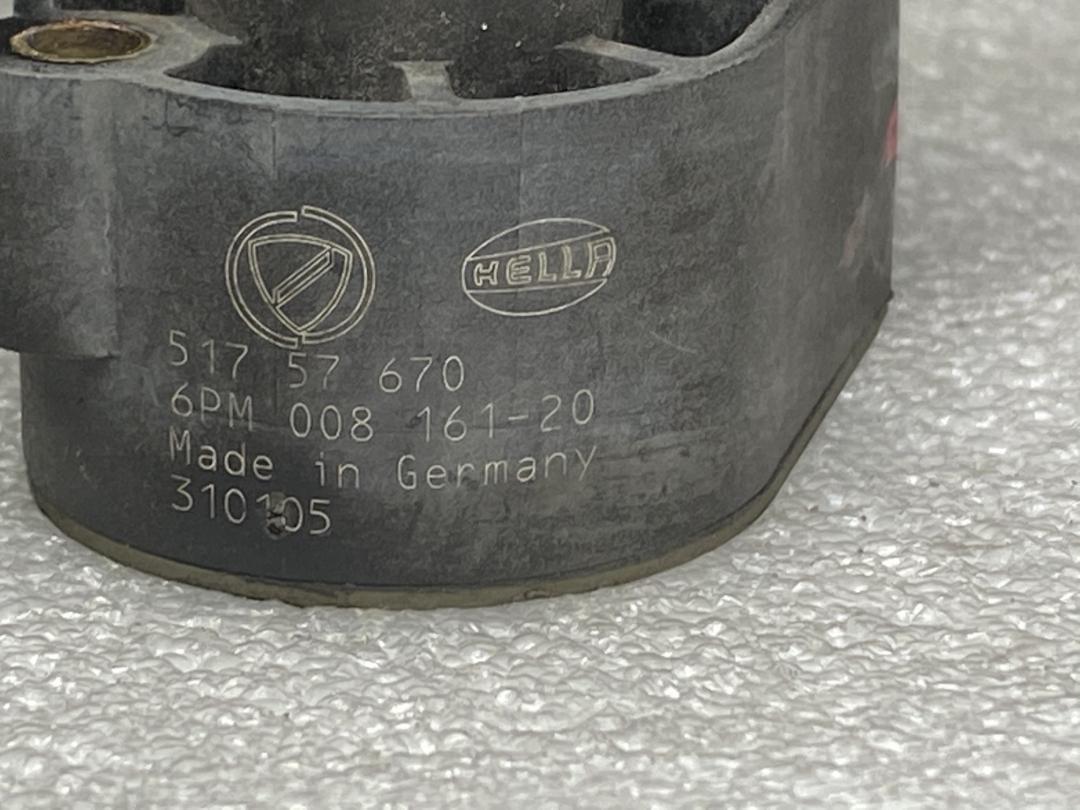 HELLA
517 57 670
6PM 008 161-20
Made in Germany
310105